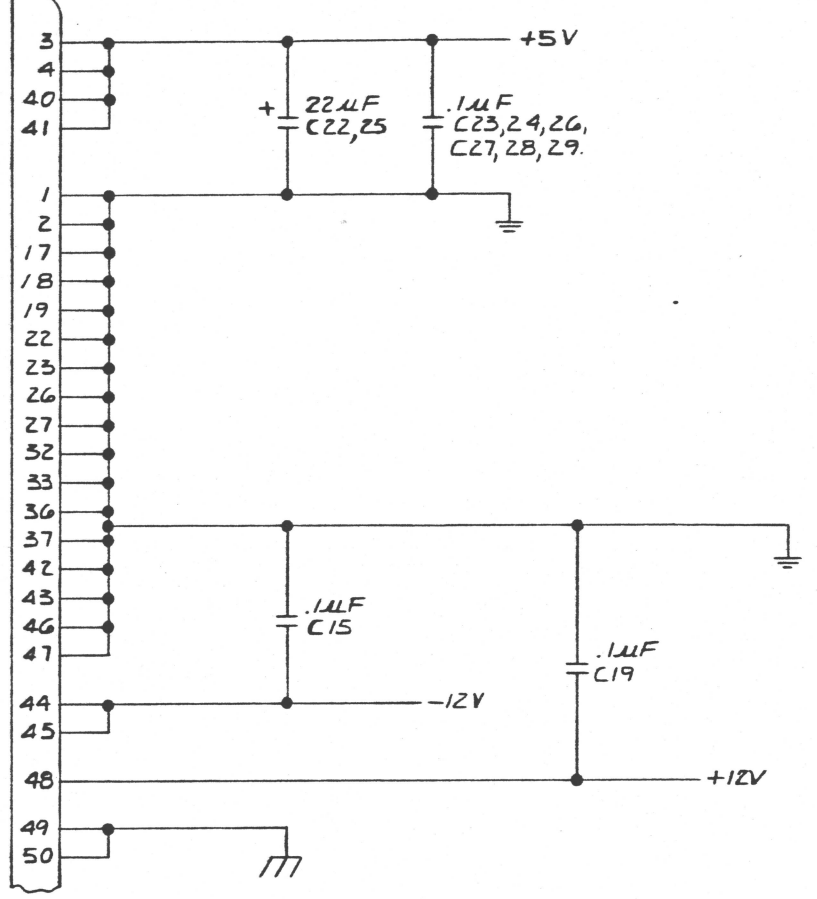 3
+5V
4
40
41
+
22µF
C22,25
.1µF
C23,24,26,
C27,28,29.
1
2
17
18
19
22
23
26
27
32
33
36
37
42
43
46
47
.1µF
C15
.1µF
C19
44
-12V
45
48
+12V
49
50